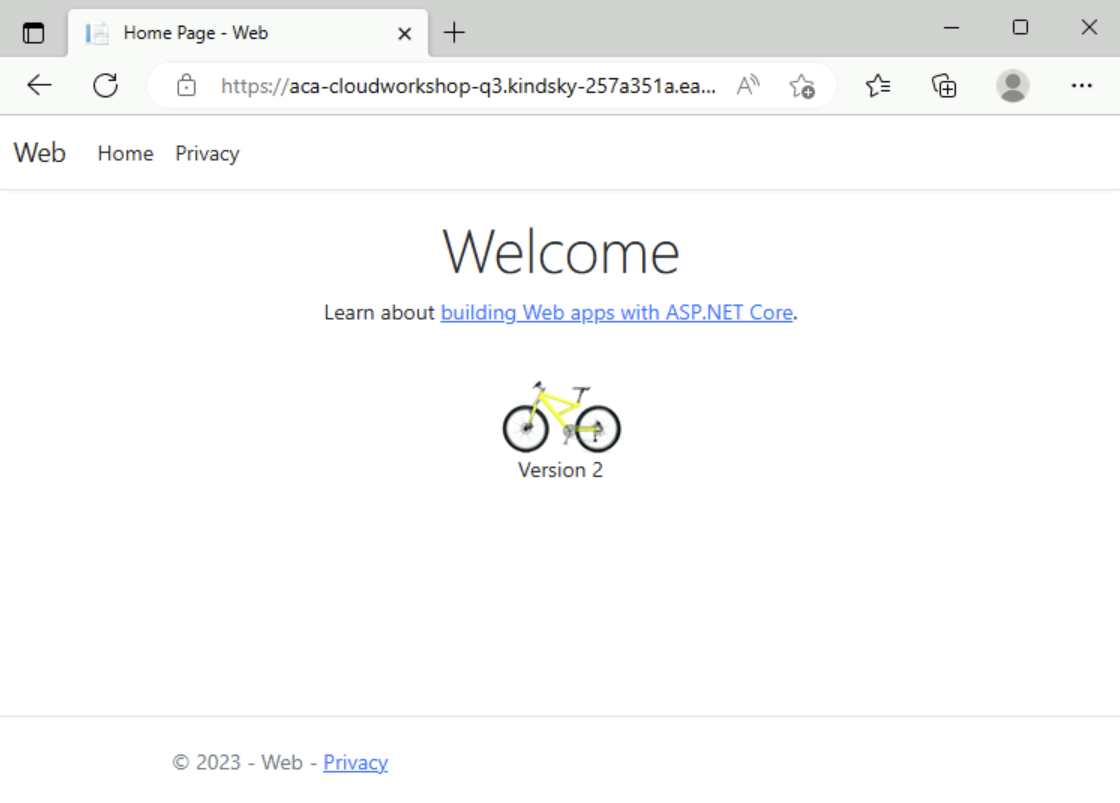 Home Page - Web
https://aca-cloudworkshop-q3.kindsky-257a351a.ea...
Web Home Privacy
Welcome
Learn about building Web apps with ASP.NET Core.
Version 2
© 2023 - Web - Privacy